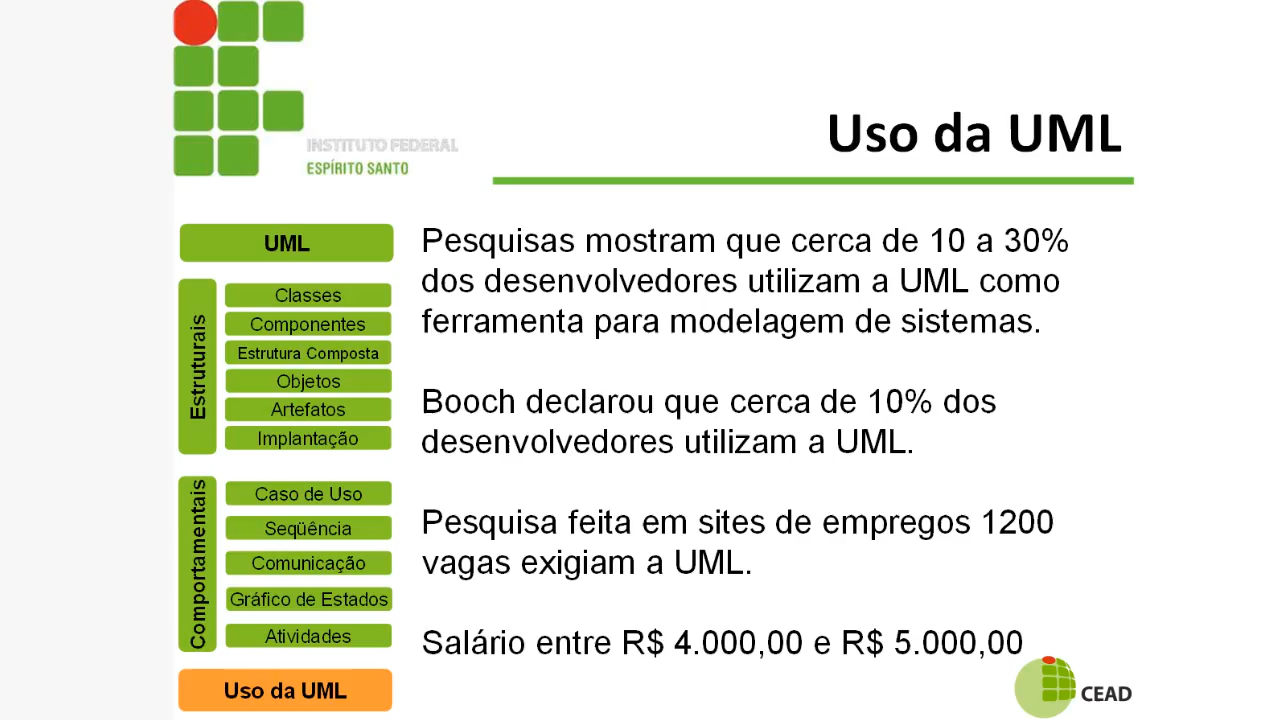 INSTITUTO FEDERAL
ESPÍRITO SANTO
Uso da UML
UML
Estruturais
Classes
Componentes
Estrutura Composta
Objetos
Artefatos
Implantação
Comportamentais
Caso de Uso
Seqüência
Comunicação
Gráfico de Estados
Atividades
Uso da UML
Pesquisas mostram que cerca de 10 a 30%
dos desenvolvedores utilizam a UML como
ferramenta para modelagem de sistemas.
Booch declarou que cerca de 10% dos
desenvolvedores utilizam a UML.
Pesquisa feita em sites de empregos 1200
vagas exigiam a UML.
Salário entre R$ 4.000,00 e R$ 5.000,00
CEAD